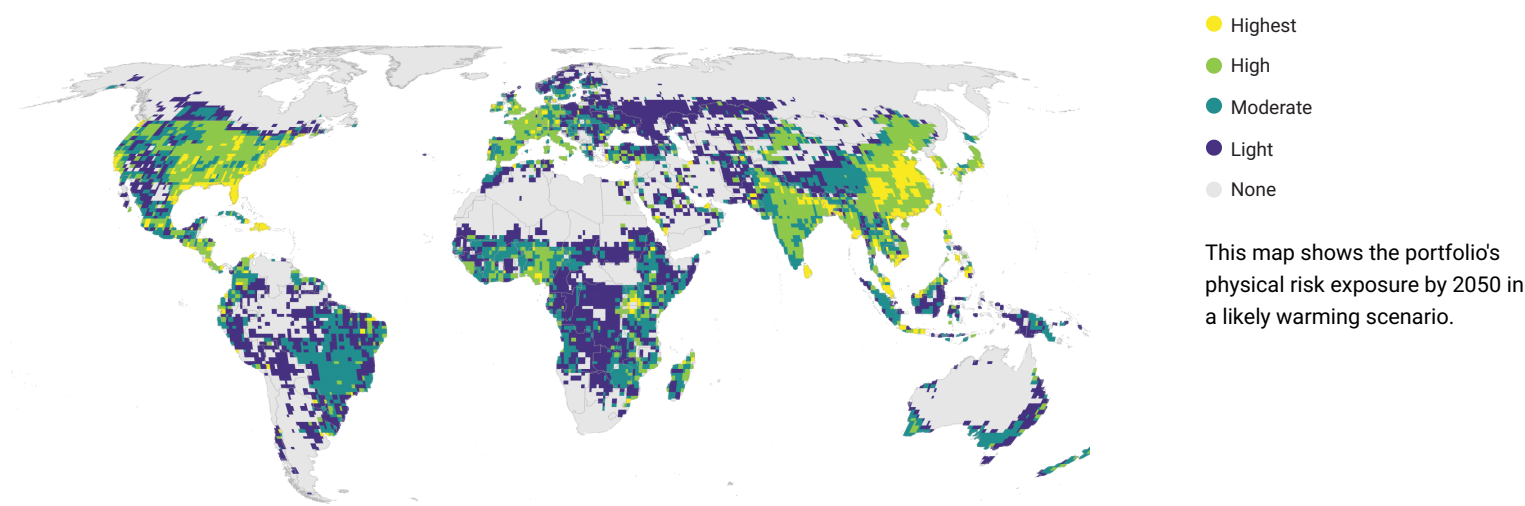 Highest
High
Moderate
Light
None
This map shows the portfolio's
physical risk exposure by 2050 in
a likely warming scenario.